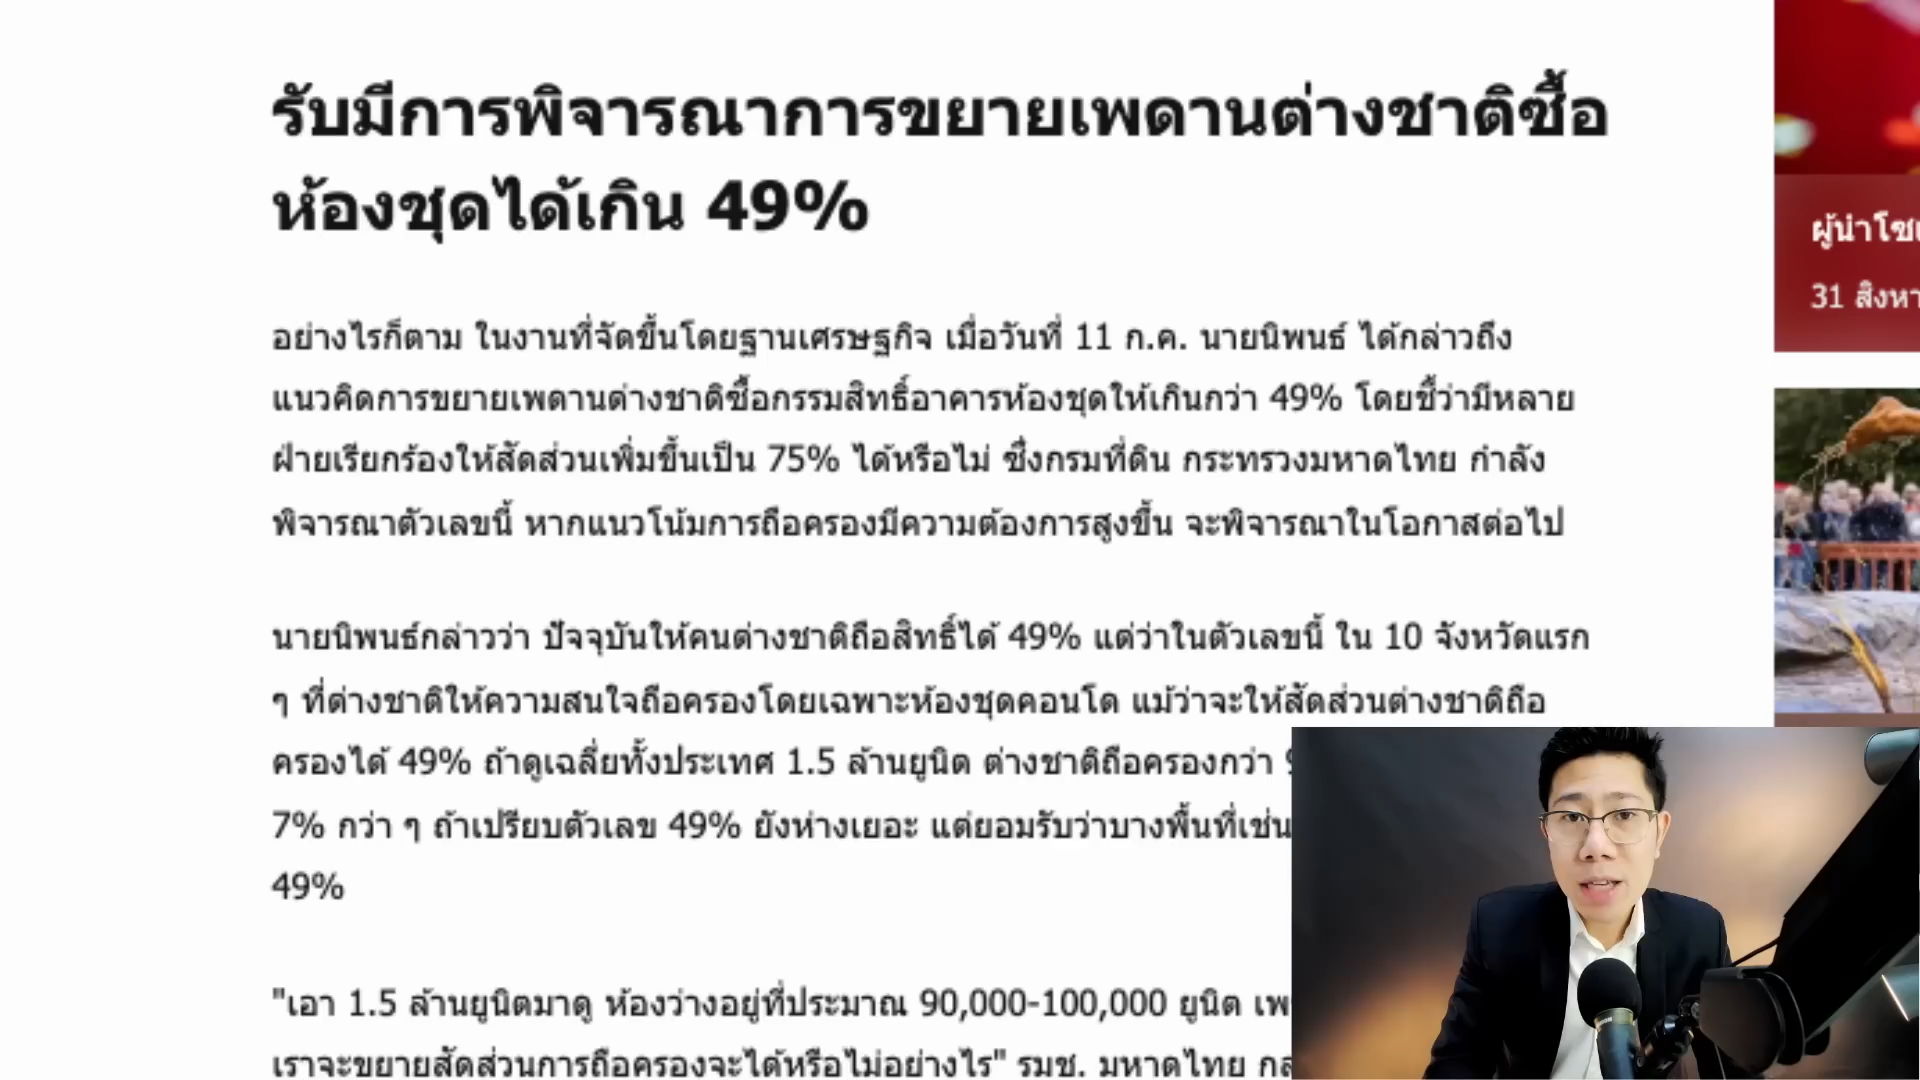 รับมีการพิจารณาการขยายเพดานต่างชาติซื้อ
ห้องชุดได้เกิน 49%
อย่างไรก็ตาม ในงานที่จัดขึ้นโดยฐานเศรษฐกิจ เมื่อวันที่ 11 ก.ค. นายนิพนธ์ ได้กล่าวถึง
แนวคิดการขยายเพดานต่างชาติซื้อกรรมสิทธิ์อาคารห้องชุดให้เกินกว่า 49% โดยชี้ว่ามีหลาย
ฝ่ายเรียกร้องให้สัดส่วนเพิ่มขึ้นเป็น 75% ได้หรือไม่ ซึ่งกรมที่ดิน กระทรวงมหาดไทย กำลัง
พิจารณาตัวเลขนี้ หากแนวโน้มการถือครองมีความต้องการสูงขึ้น จะพิจารณาในโอกาสต่อไป
นายนิพนธ์กล่าวว่า ปัจจุบันให้คนต่างชาติถือสิทธิ์ได้ 49% แต่ว่าในตัวเลขนี้ ใน 10 จังหวัดแรก
ๆ ที่ต่างชาติให้ความสนใจถือครองโดยเฉพาะห้องชุดคอนโด แม้ว่าจะให้สัดส่วนต่างชาติถือ
ครองได้ 49% ถ้าดูเฉลี่ยทั้งประเทศ 1.5 ล้านยูนิต ต่างชาติถือครองกว่า
7% กว่า ๆ ถ้าเปรียบตัวเลข 49% ยังห่างเยอะ แต่ยอมรับว่าบางพื้นที่เช่น
49%
"เอา 1.5 ล้านยูนิตมาดู ห้องว่างอยู่ที่ประมาณ 90,000-100,000 ยูนิต
เราจะขยายสัดส่วนการถือครองจะได้หรือไม่อย่างไร" รมช. มหาดไทย
ผู้นำ
31